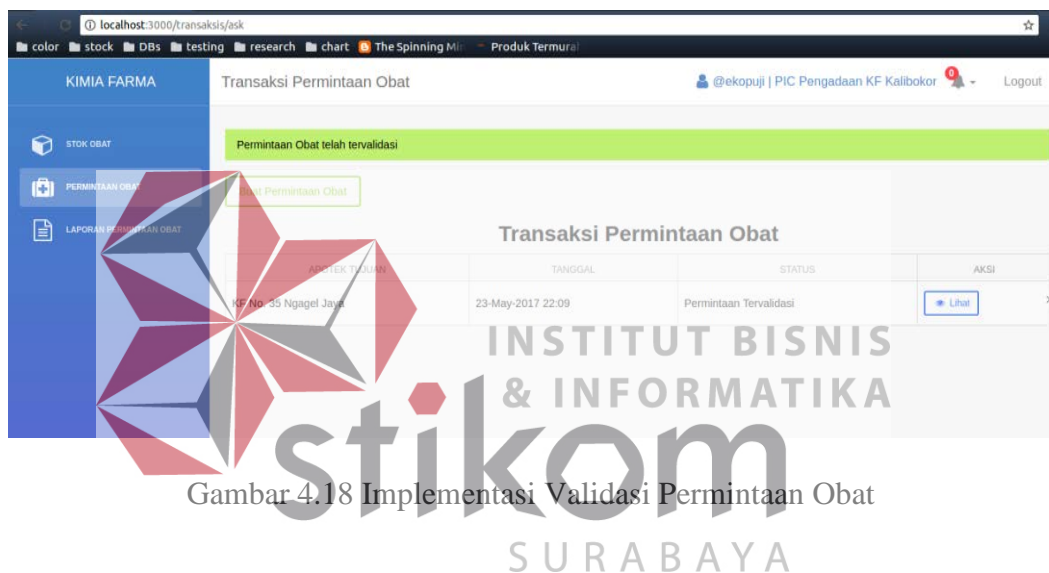 localhost:3000/transaksis/ask
color stock DBs testing research chart The Spinning Mi Produk Termura
KIMIA FARMA
Transaksi Permintaan Obat
@ekopuji | PIC Pengadaan KF Kalibokor
0
Logout
STOK OBAT
PERMINTAAN OBAT
LAPORAN PERMINTAAN OBAT
Permintaan Obat telah tervalidasi
Buat Permintaan Obat
Transaksi Permintaan Obat
APOTEK TUJUAN TANGGAL STATUS AKSI
KF No. 35 Ngagel Jaya 23-May-2017 22:09 Permintaan Tervalidasi Lihat
INSTITUT BISNIS
& INFORMATIKA
stikom
SURABAYA
Gambar 4.18 Implementasi Validasi Permintaan Obat